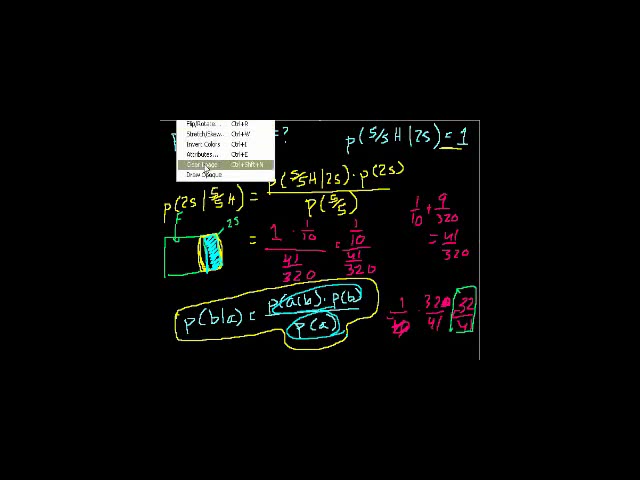 Flip/Rotate... Ctrl+R
Stretch/Skew... Ctrl+W
Invert Colors Ctrl+I
Attributes... Ctrl+E
Clear Image Ctrl+Shft+N
Draw Opaque
= ?
p(5/5H|2S) = 1
p(2S|5/5H) = p(5/5H|2S)·p(2S) / p(5/5)
1/10 + 9/320
= 41/320
F 2S
= 1·1/10 / 41/320 = 1/10 / 41/320
p(b|a) = p(a|b)·p(b) / p(a)
= 1/10 · 320/41 32/41